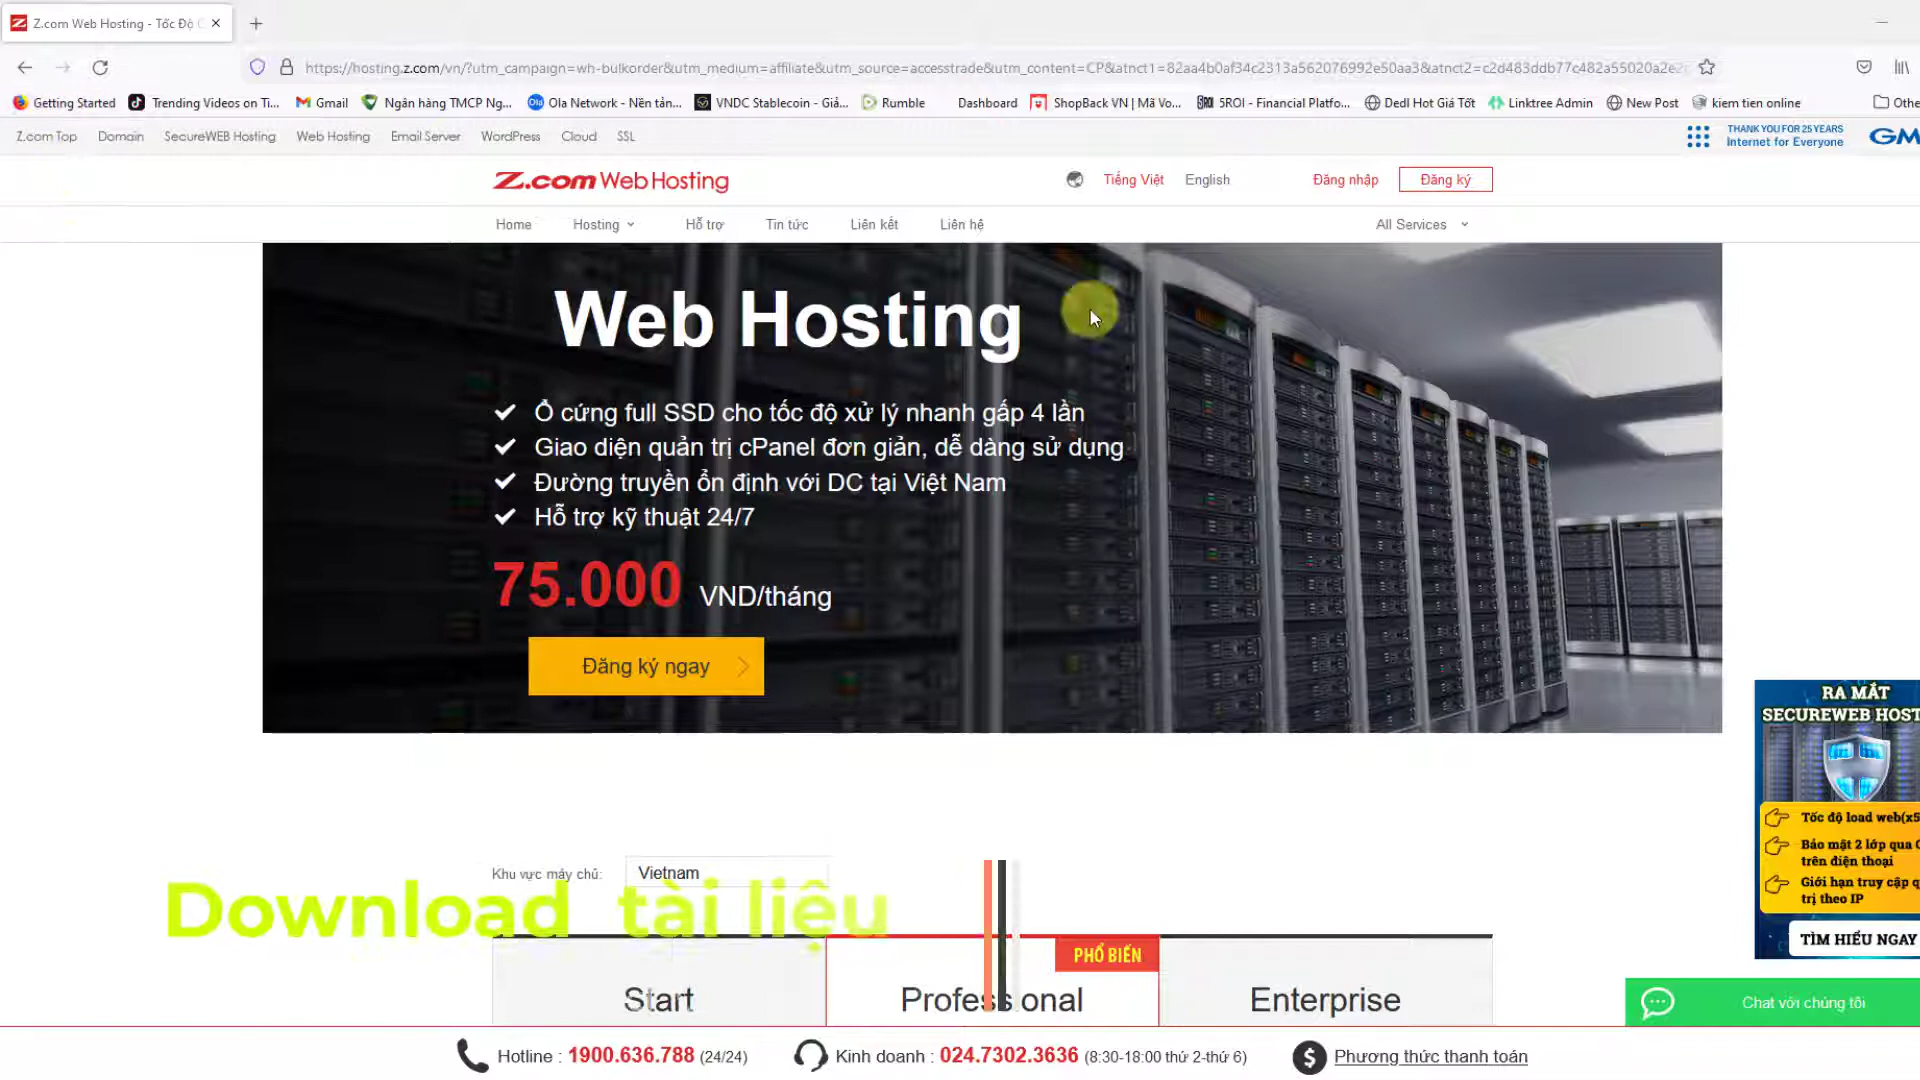 Z.com Web Hosting - Tốc Độ C
https://hosting.z.com/vn/?utm_campaign=wh-bulkorder&utm_medium=affiliate&utm_source=accesstrade&utm_content=CP&atnct1=82aa4b0af34c2313a562076992e50aa3&atnct2=c2d483ddb77c482a55020a2e2c
Getting Started Trending Videos on Ti... Gmail Ngân hàng TMCP Ng... Ola Network - Nền tản... VNDC Stablecoin - Giả... Rumble Dashboard ShopBack VN | Mã Vo... 5ROI - Financial Platfo... Dedl Hot Giá Tốt Linktree Admin New Post kiem tien online Othe
Z.com Top Domain SecureWEB Hosting Web Hosting Email Server WordPress Cloud SSL
THANK YOU FOR 25 YEARS
Internet for Everyone
GM
Z.com Web Hosting
Tiếng Việt English Đăng nhập Đăng ký
Home Hosting Hỗ trợ Tin tức Liên kết Liên hệ All Services
Web Hosting
Ổ cứng full SSD cho tốc độ xử lý nhanh gấp 4 lần
Giao diện quản trị cPanel đơn giản, dễ dàng sử dụng
Đường truyền ổn định với DC tại Việt Nam
Hỗ trợ kỹ thuật 24/7
75.000 VND/tháng
Đăng ký ngay
RA MẮT
SECUREWEB HOST
Tốc độ load web(x5
Bảo mật 2 lớp qua
trên điện thoại
Giới hạn truy cập q
trị theo IP
TÌM HIỂU NGAY
Khu vực máy chủ: Vietnam
Download tài liệu
PHỔ BIẾN
Start Professional Enterprise
Chat với chúng tôi
Hotline : 1900.636.788 (24/24) Kinh doanh : 024.7302.3636 (8:30-18:00 thứ 2-thứ 6) Phương thức thanh toán